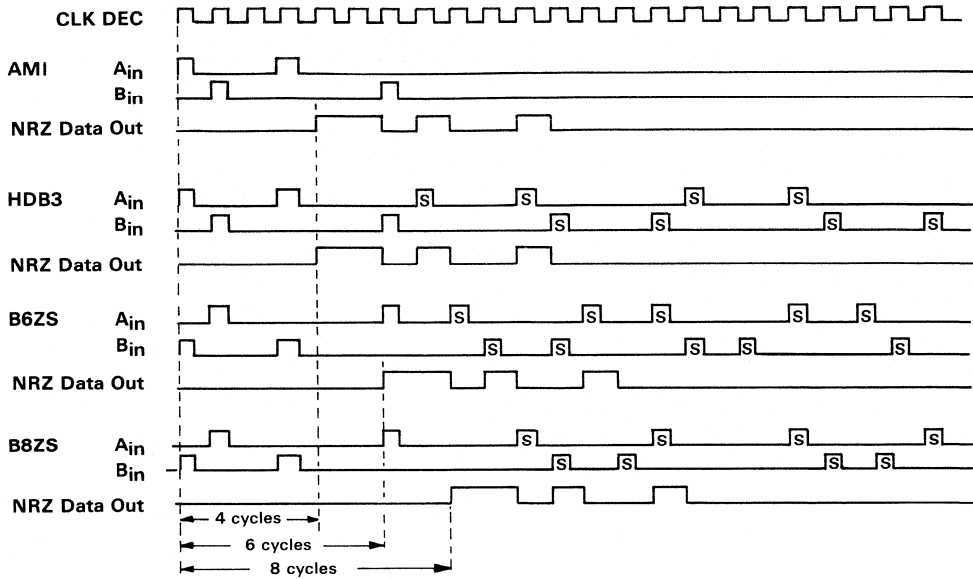 CLK DEC
AMI Ain
Bin
NRZ Data Out
HDB3 Ain S S S S
Bin S S S S
NRZ Data Out
B6ZS Ain S S S S S
Bin S S S S S
NRZ Data Out
B8ZS Ain S S S S
Bin S S S S
NRZ Data Out
4 cycles
6 cycles
8 cycles